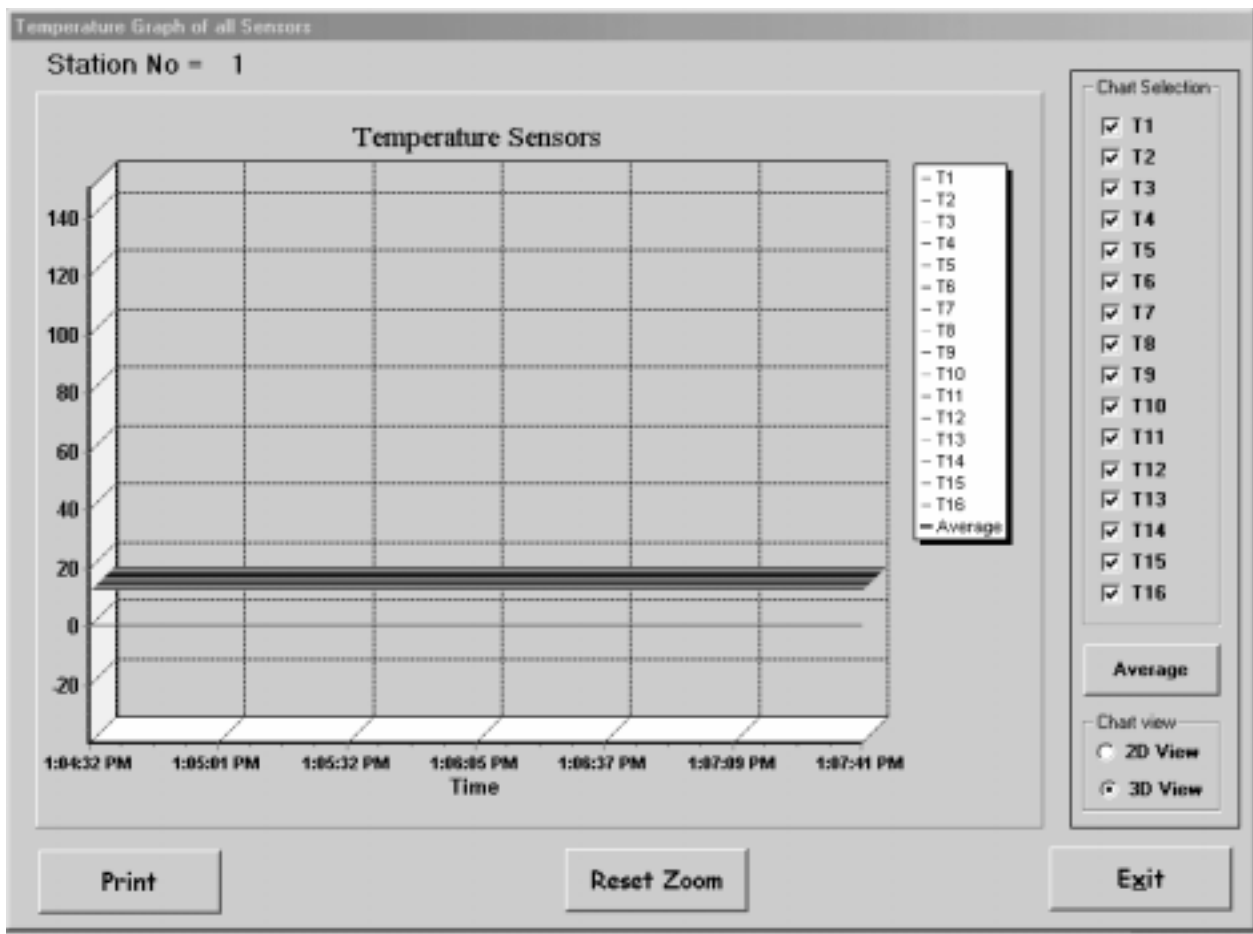 Temperature Graph of all Sensors
Station No = 1
Temperature Sensors
140
120
100
80
60
40
20
0
-20
1:04:32 PM 1:05:01 PM 1:05:32 PM 1:06:05 PM 1:06:37 PM 1:07:09 PM 1:07:41 PM
Time
T1
T2
T3
T4
T5
T6
T7
T8
T9
T10
T11
T12
T13
T14
T15
T16
Average
Chart Selection
T1
T2
T3
T4
T5
T6
T7
T8
T9
T10
T11
T12
T13
T14
T15
T16
Average
Chart view
2D View
3D View
Print
Reset Zoom
Exit